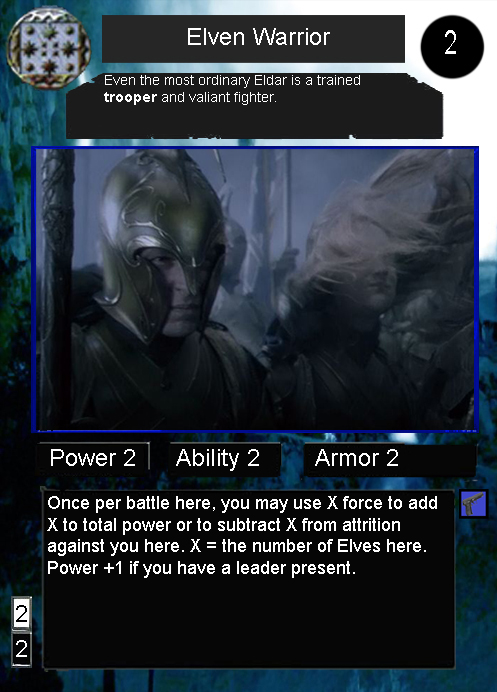 Elven Warrior
2
Even the most ordinary Eldar is a trained
trooper and valiant fighter.
Power 2
Ability 2
Armor 2
Once per battle here, you may use X force to add
X to total power or to subtract X from attrition
against you here. X = the number of Elves here.
Power +1 if you have a leader present.
2
2